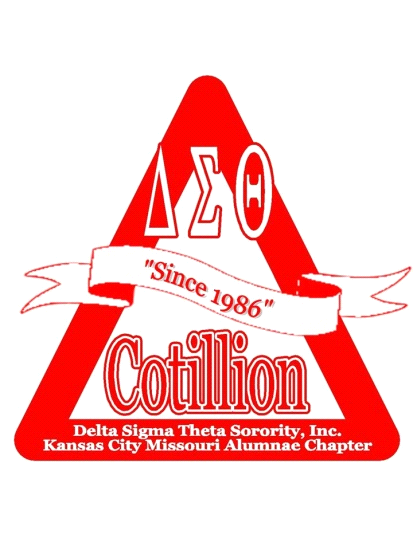 ΔΣΘ
"Since 1986"
Cotillion
Delta Sigma Theta Sorority, Inc.
Kansas City Missouri Alumnae Chapter